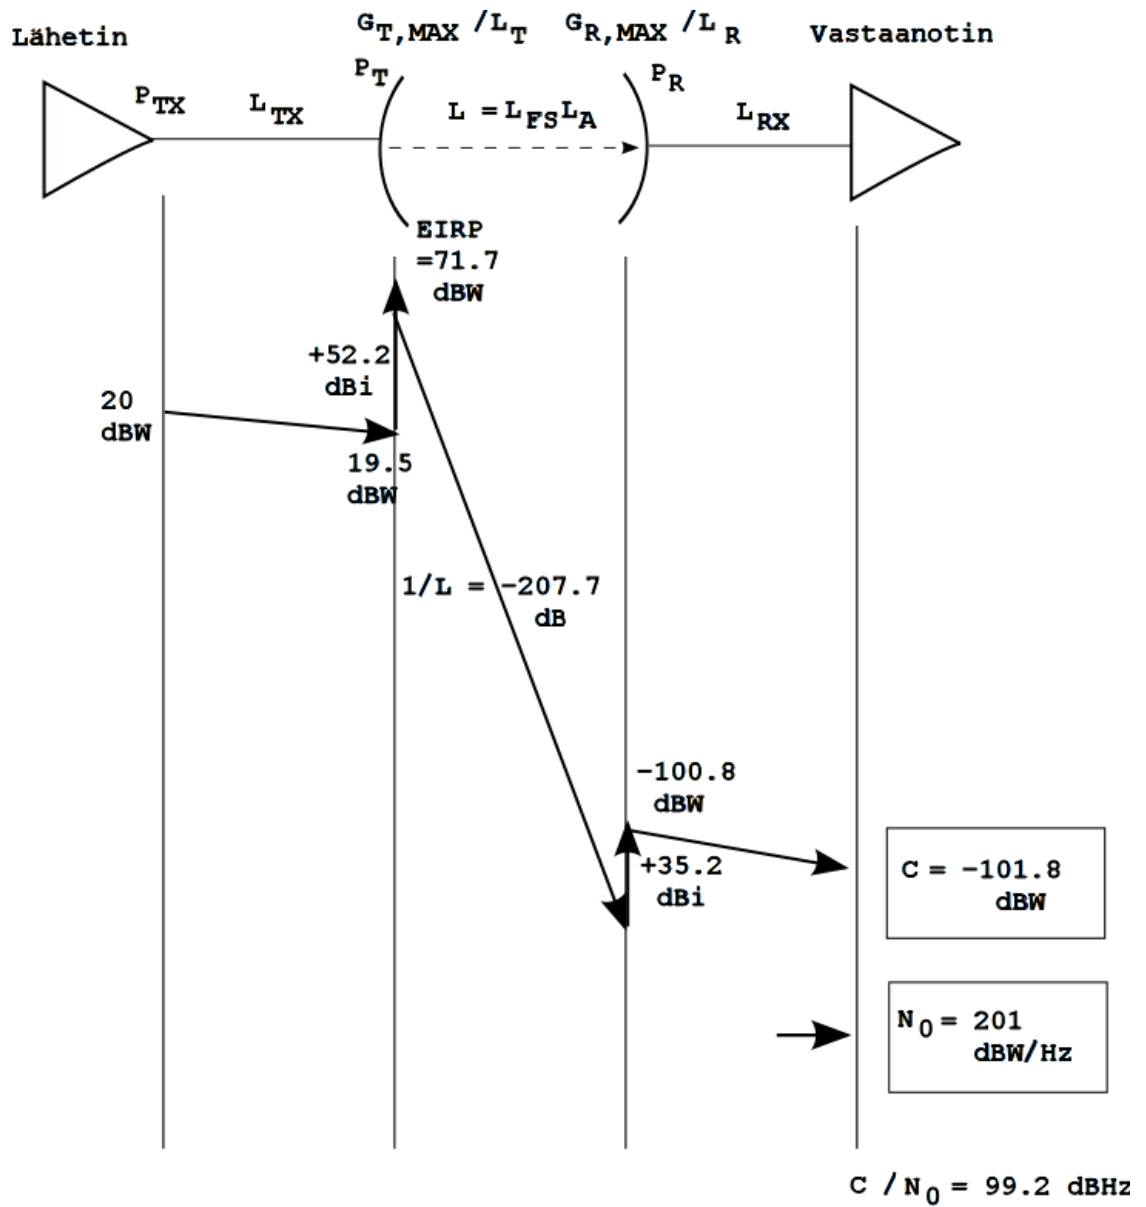 Lähetin
G_T,MAX /L_T
G_R,MAX /L_R
Vastaanotin
P_TX
L_TX
P_T
L = L_FS L_A
P_R
L_RX
EIRP
=71.7
dBW
+52.2
dBi
20
dBW
19.5
dBW
1/L = -207.7
dB
-100.8
dBW
+35.2
dBi
C = -101.8
dBW
N_0 = 201
dBW/Hz
C /N_0 = 99.2 dBHz